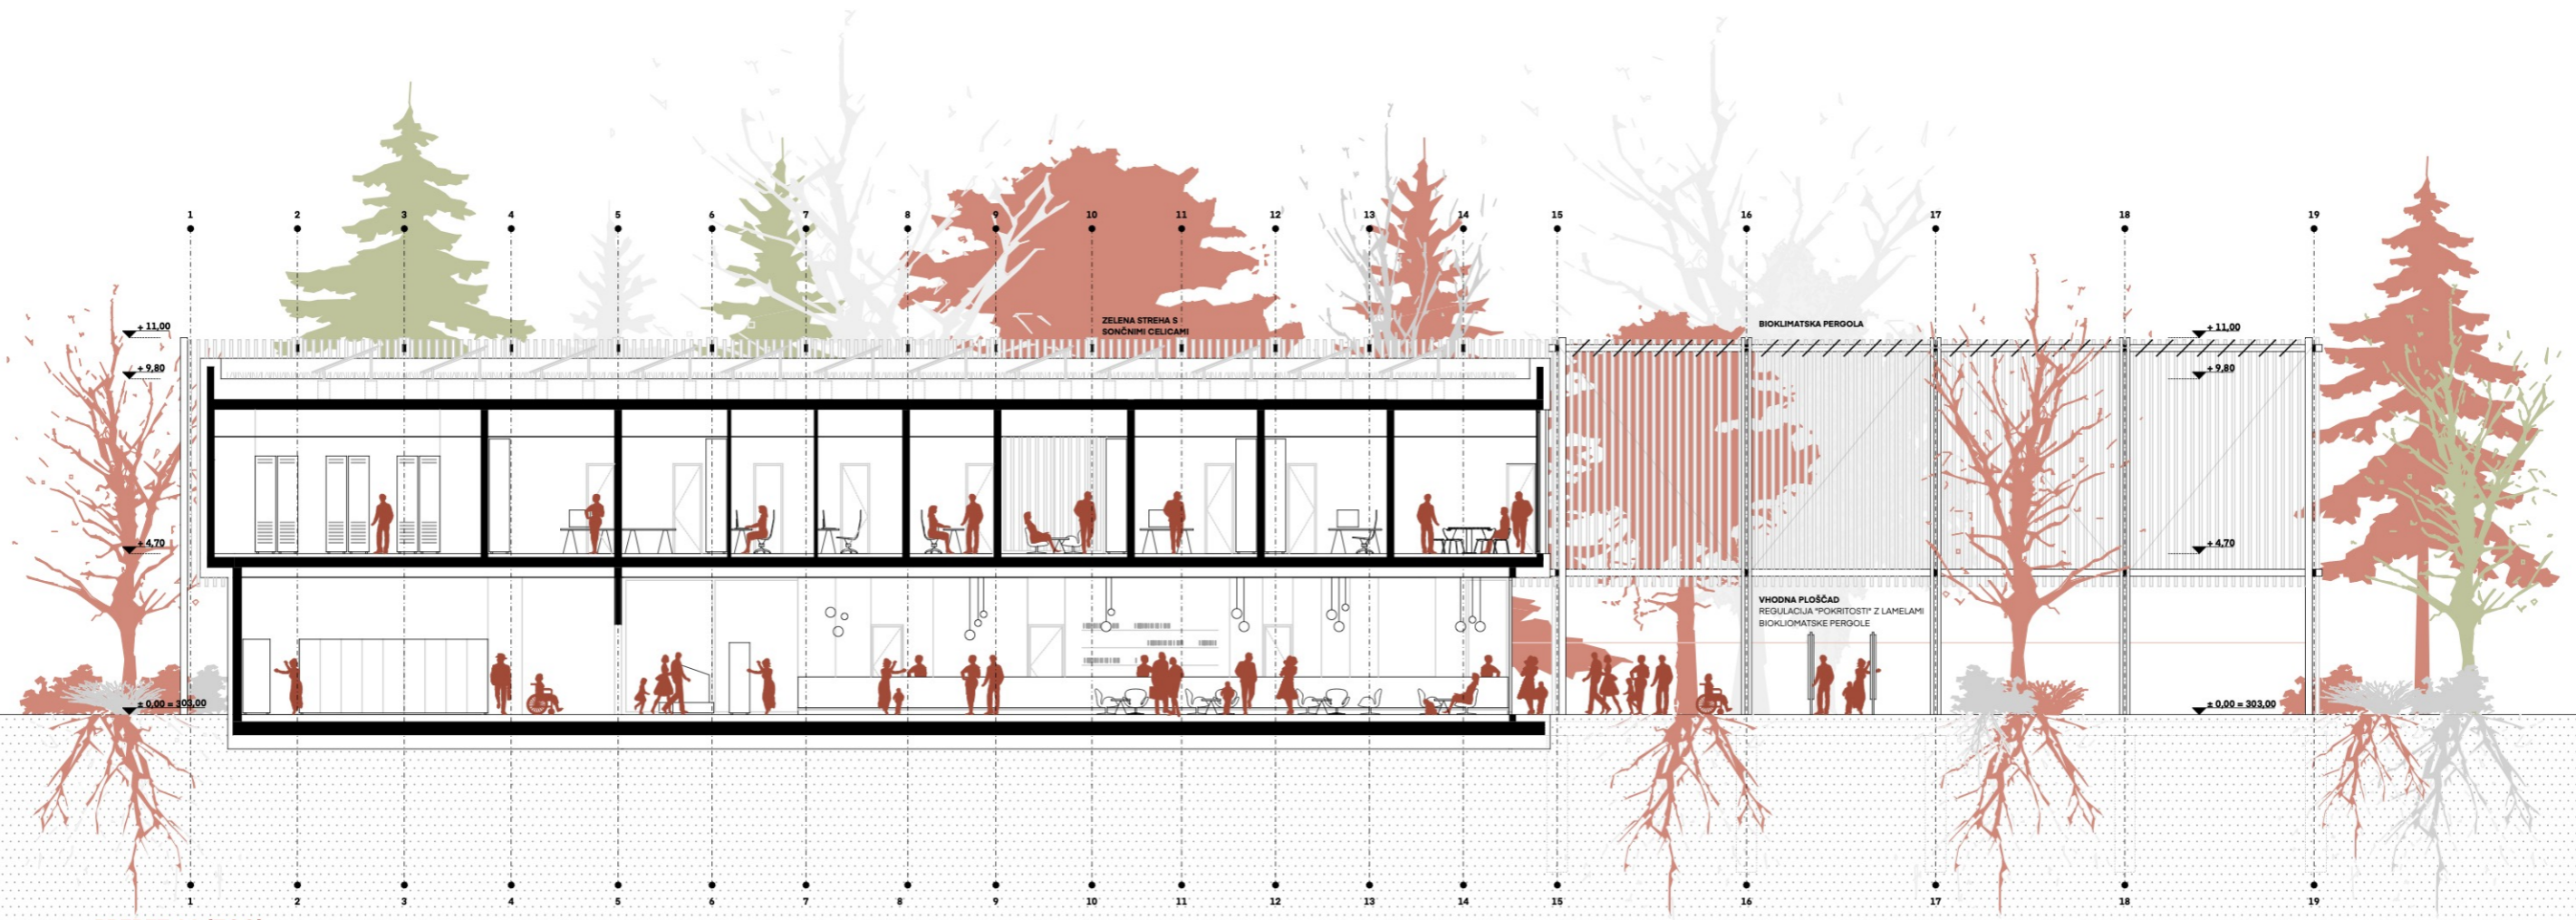 1 2 3 4 5 6 7 8 9 10 11 12 13 14 15 16 17 18 19
ZELENA STREHA S
SONČNIMI CELICAMI
BIOKLIMATSKA PERGOLA
+ 11,00
+ 11,00
+ 9,80
+ 9,80
+ 4,70
+ 4,70
VHODNA PLOŠČAD
REGULACIJA "POKRITOSTI" Z LAMELAMI
BIOKLIOMATSKE PERGOLE
± 0,00 = 303,00
± 0,00 = 303,00
1 2 3 4 5 6 7 8 9 10 11 12 13 14 15 16 17 18 19